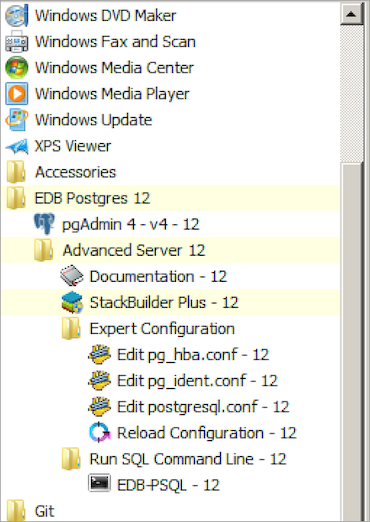 Windows DVD Maker
Windows Fax and Scan
Windows Media Center
Windows Media Player
Windows Update
XPS Viewer
Accessories
EDB Postgres 12
pgAdmin 4 - v4 - 12
Advanced Server 12
Documentation - 12
StackBuilder Plus - 12
Expert Configuration
Edit pg_hba.conf - 12
Edit pg_ident.conf - 12
Edit postgresql.conf - 12
Reload Configuration - 12
Run SQL Command Line - 12
EDB-PSQL - 12
Git